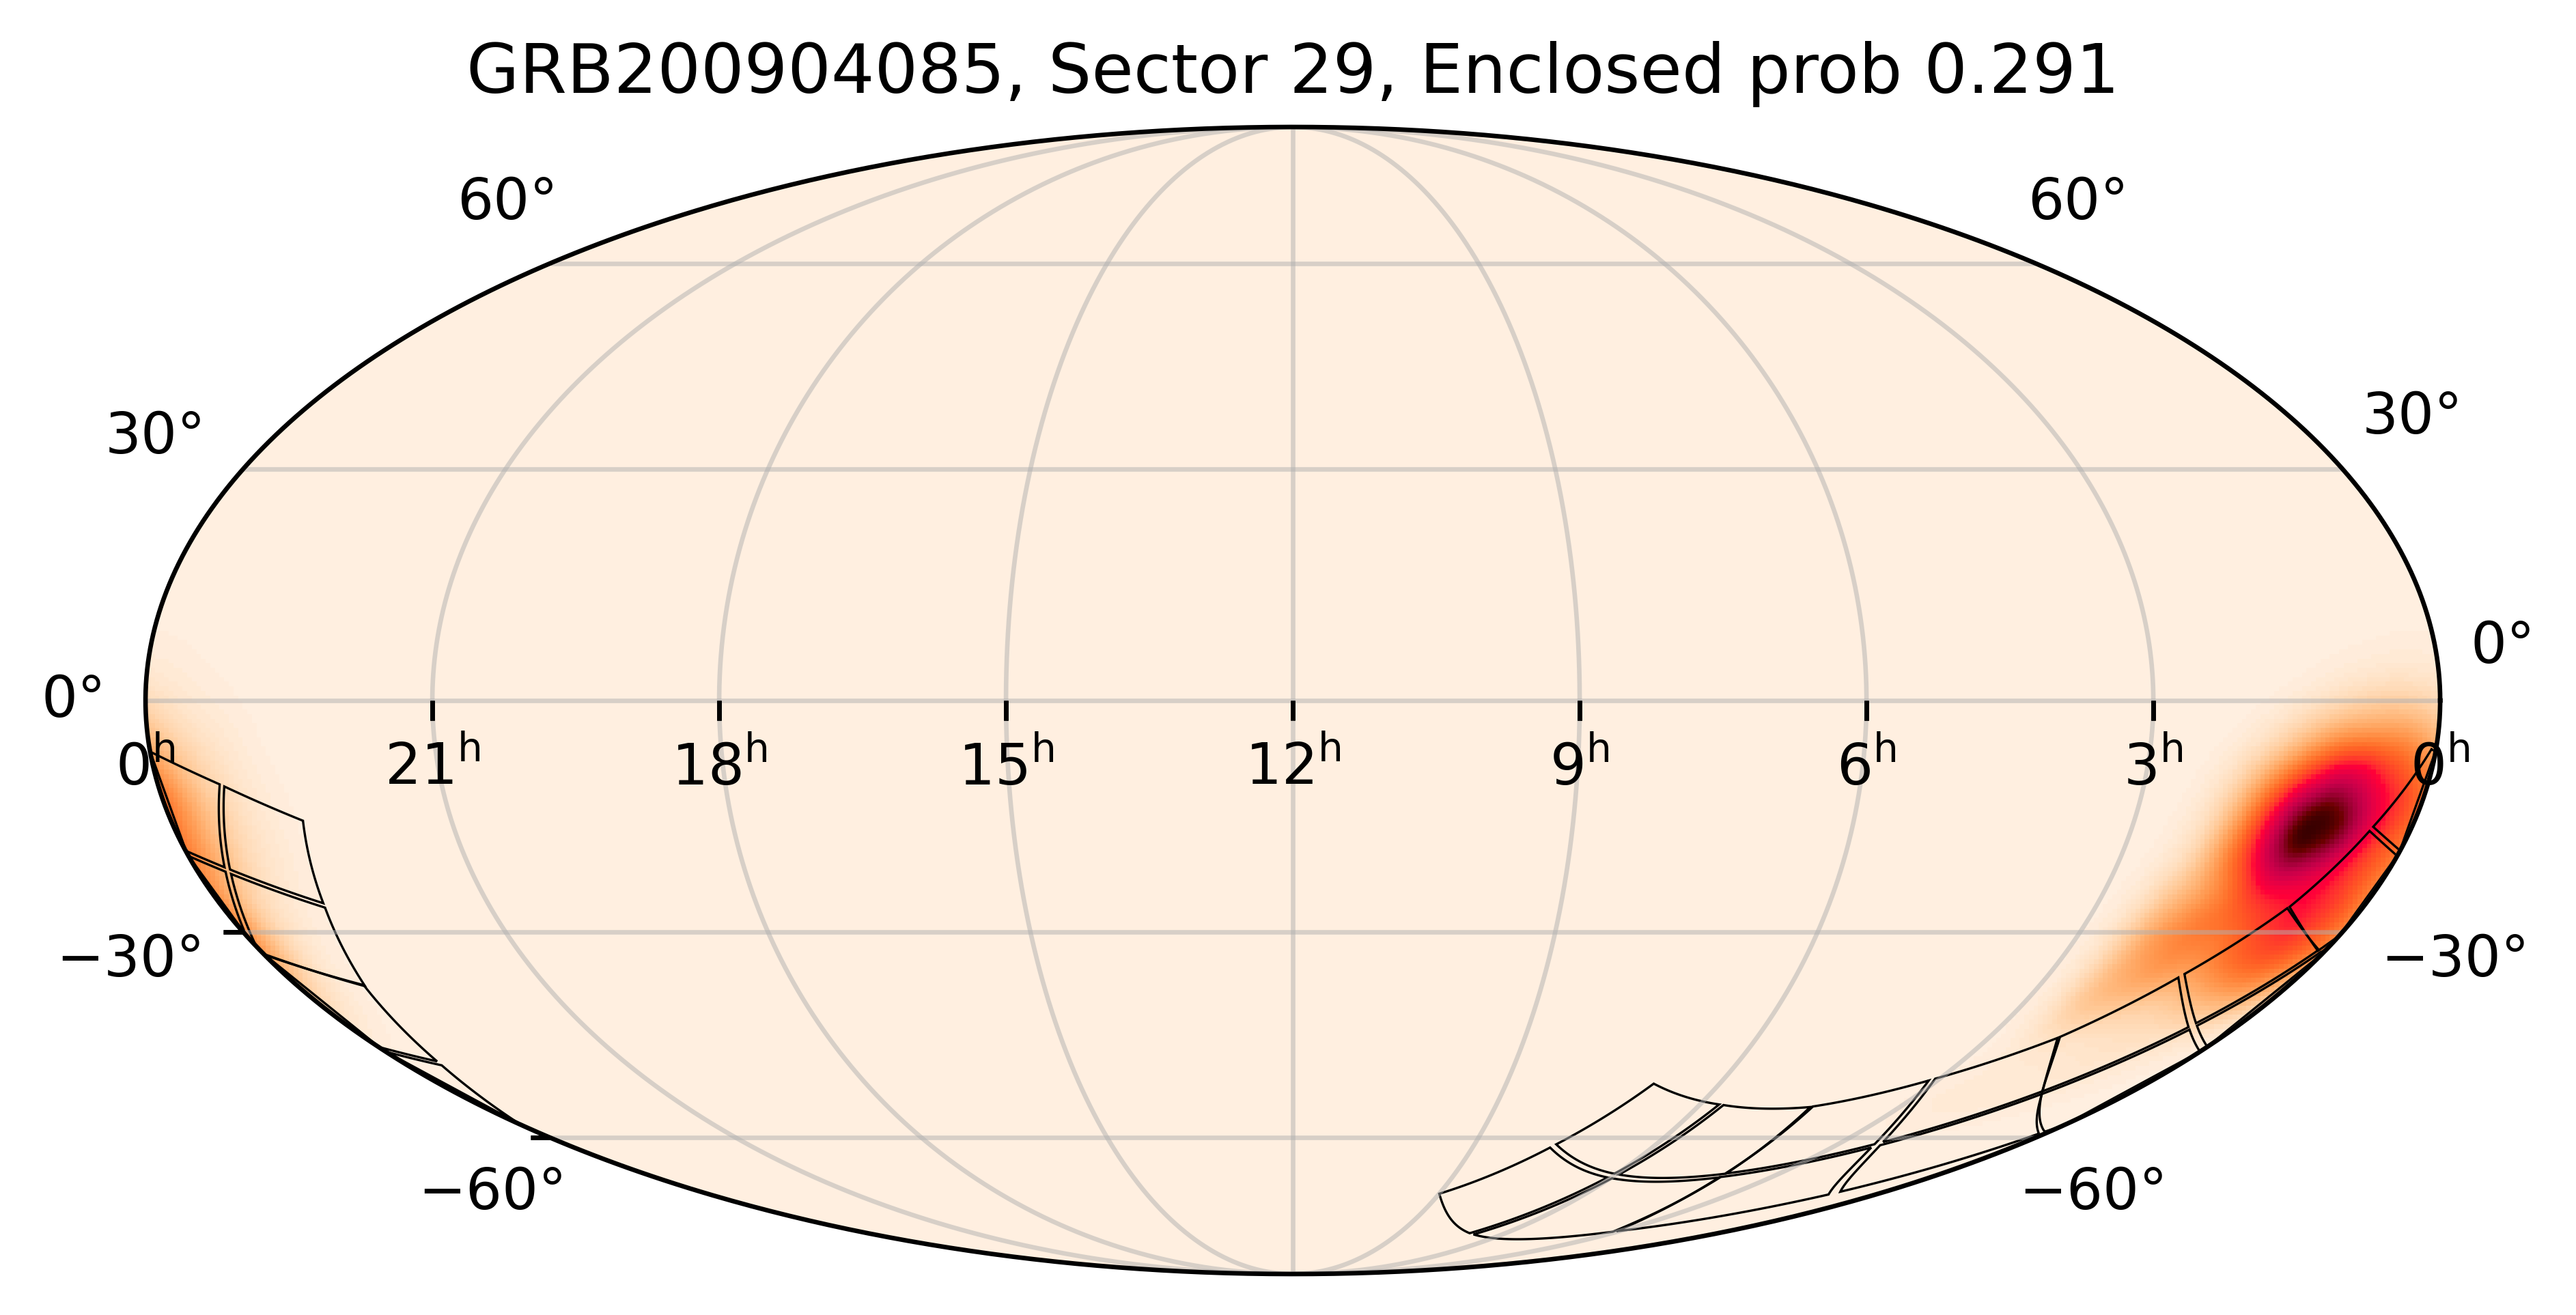 GRB200904085, Sector 29, Enclosed prob 0.291
60° 60°
30° 30°
0° 0°
0ʰ 21ʰ 18ʰ 15ʰ 12ʰ 9ʰ 6ʰ 3ʰ 0ʰ
−30° −30°
−60° −60°